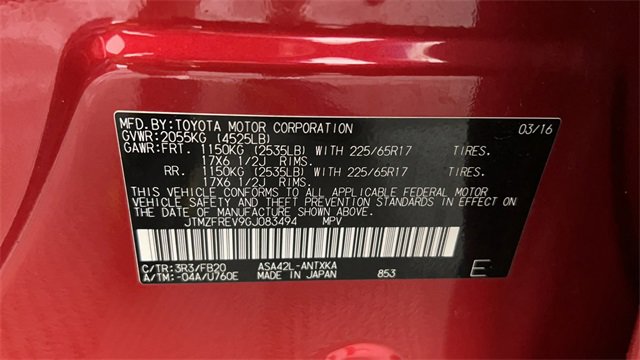 MFD. BY: TOYOTA MOTOR CORPORATION 03/16
GVWR: 2055KG (4525LB)
GAWR: FRT. 1150KG (2535LB) WITH 225/65R17 TIRES.
17X6 1/2J RIMS.
RR. 1150KG (2535LB) WITH 225/65R17 TIRES.
17X6 1/2J RIMS.
THIS VEHICLE CONFORMS TO ALL APPLICABLE FEDERAL MOTOR
VEHICLE SAFETY AND THEFT PREVENTION STANDARDS IN EFFECT ON
THE DATE OF MANUFACTURE SHOWN ABOVE.
JTMZFREV9GJ083494 MPV
C/TR: 3R3/FB20 ASA42L-ANTXKA
A/TM: -04A/U760E MADE IN JAPAN 853 E